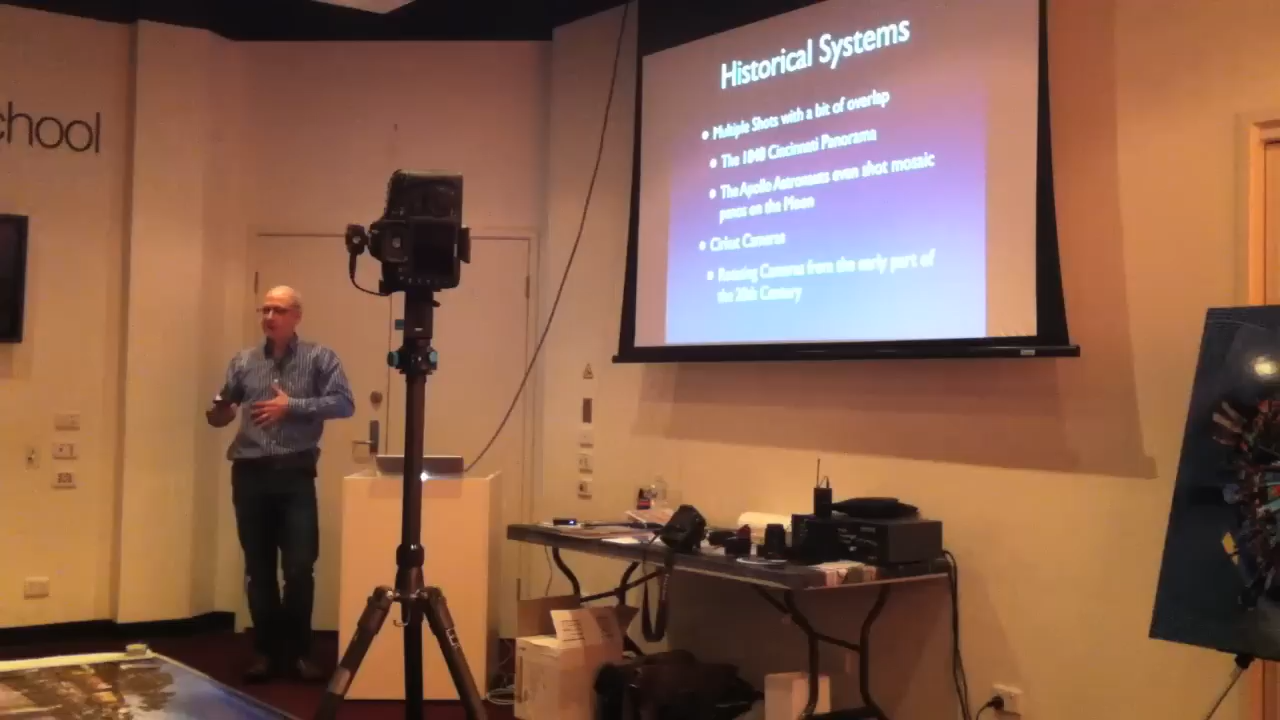 chool
Historical Systems
• Multiple Shots with a bit of overlap
• The 1848 Cincinnati Panorama
• The Apollo Astronauts even shot mosaic
panos on the Moon
• Cirkut Cameras
• Rotating Cameras from the early part of
the 20th Century